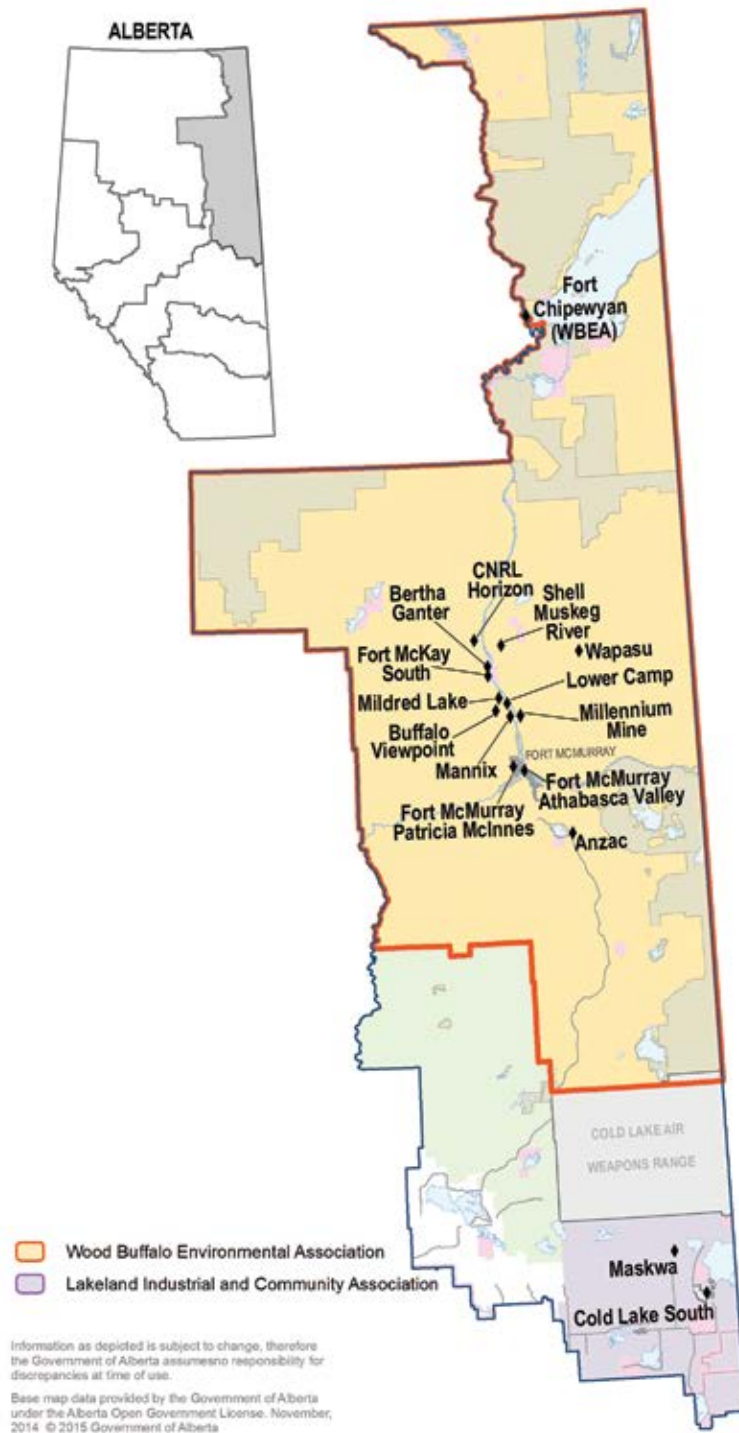 ALBERTA
Fort
Chipewyan
(WBEA)
CNRL
Horizon
Bertha
Ganter
Shell
Muskeg
River
Wapasu
Fort McKay
South
Lower Camp
Mildred Lake
Millennium
Mine
Buffalo
Viewpoint
Mannix
FORT MCMURRAY
Fort McMurray
Athabasca Valley
Fort McMurray
Patricia McInnes
Anzac
COLD LAKE AIR
WEAPONS RANGE
Wood Buffalo Environmental Association
Lakeland Industrial and Community Association
Maskwa
Cold Lake South
Information as depicted is subject to change, therefore
the Government of Alberta assumesno responsibility for
discrepancies at time of use.
Base map data provided by the Government of Alberta
under the Alberta Open Government License. November,
2014 © 2015 Government of Alberta